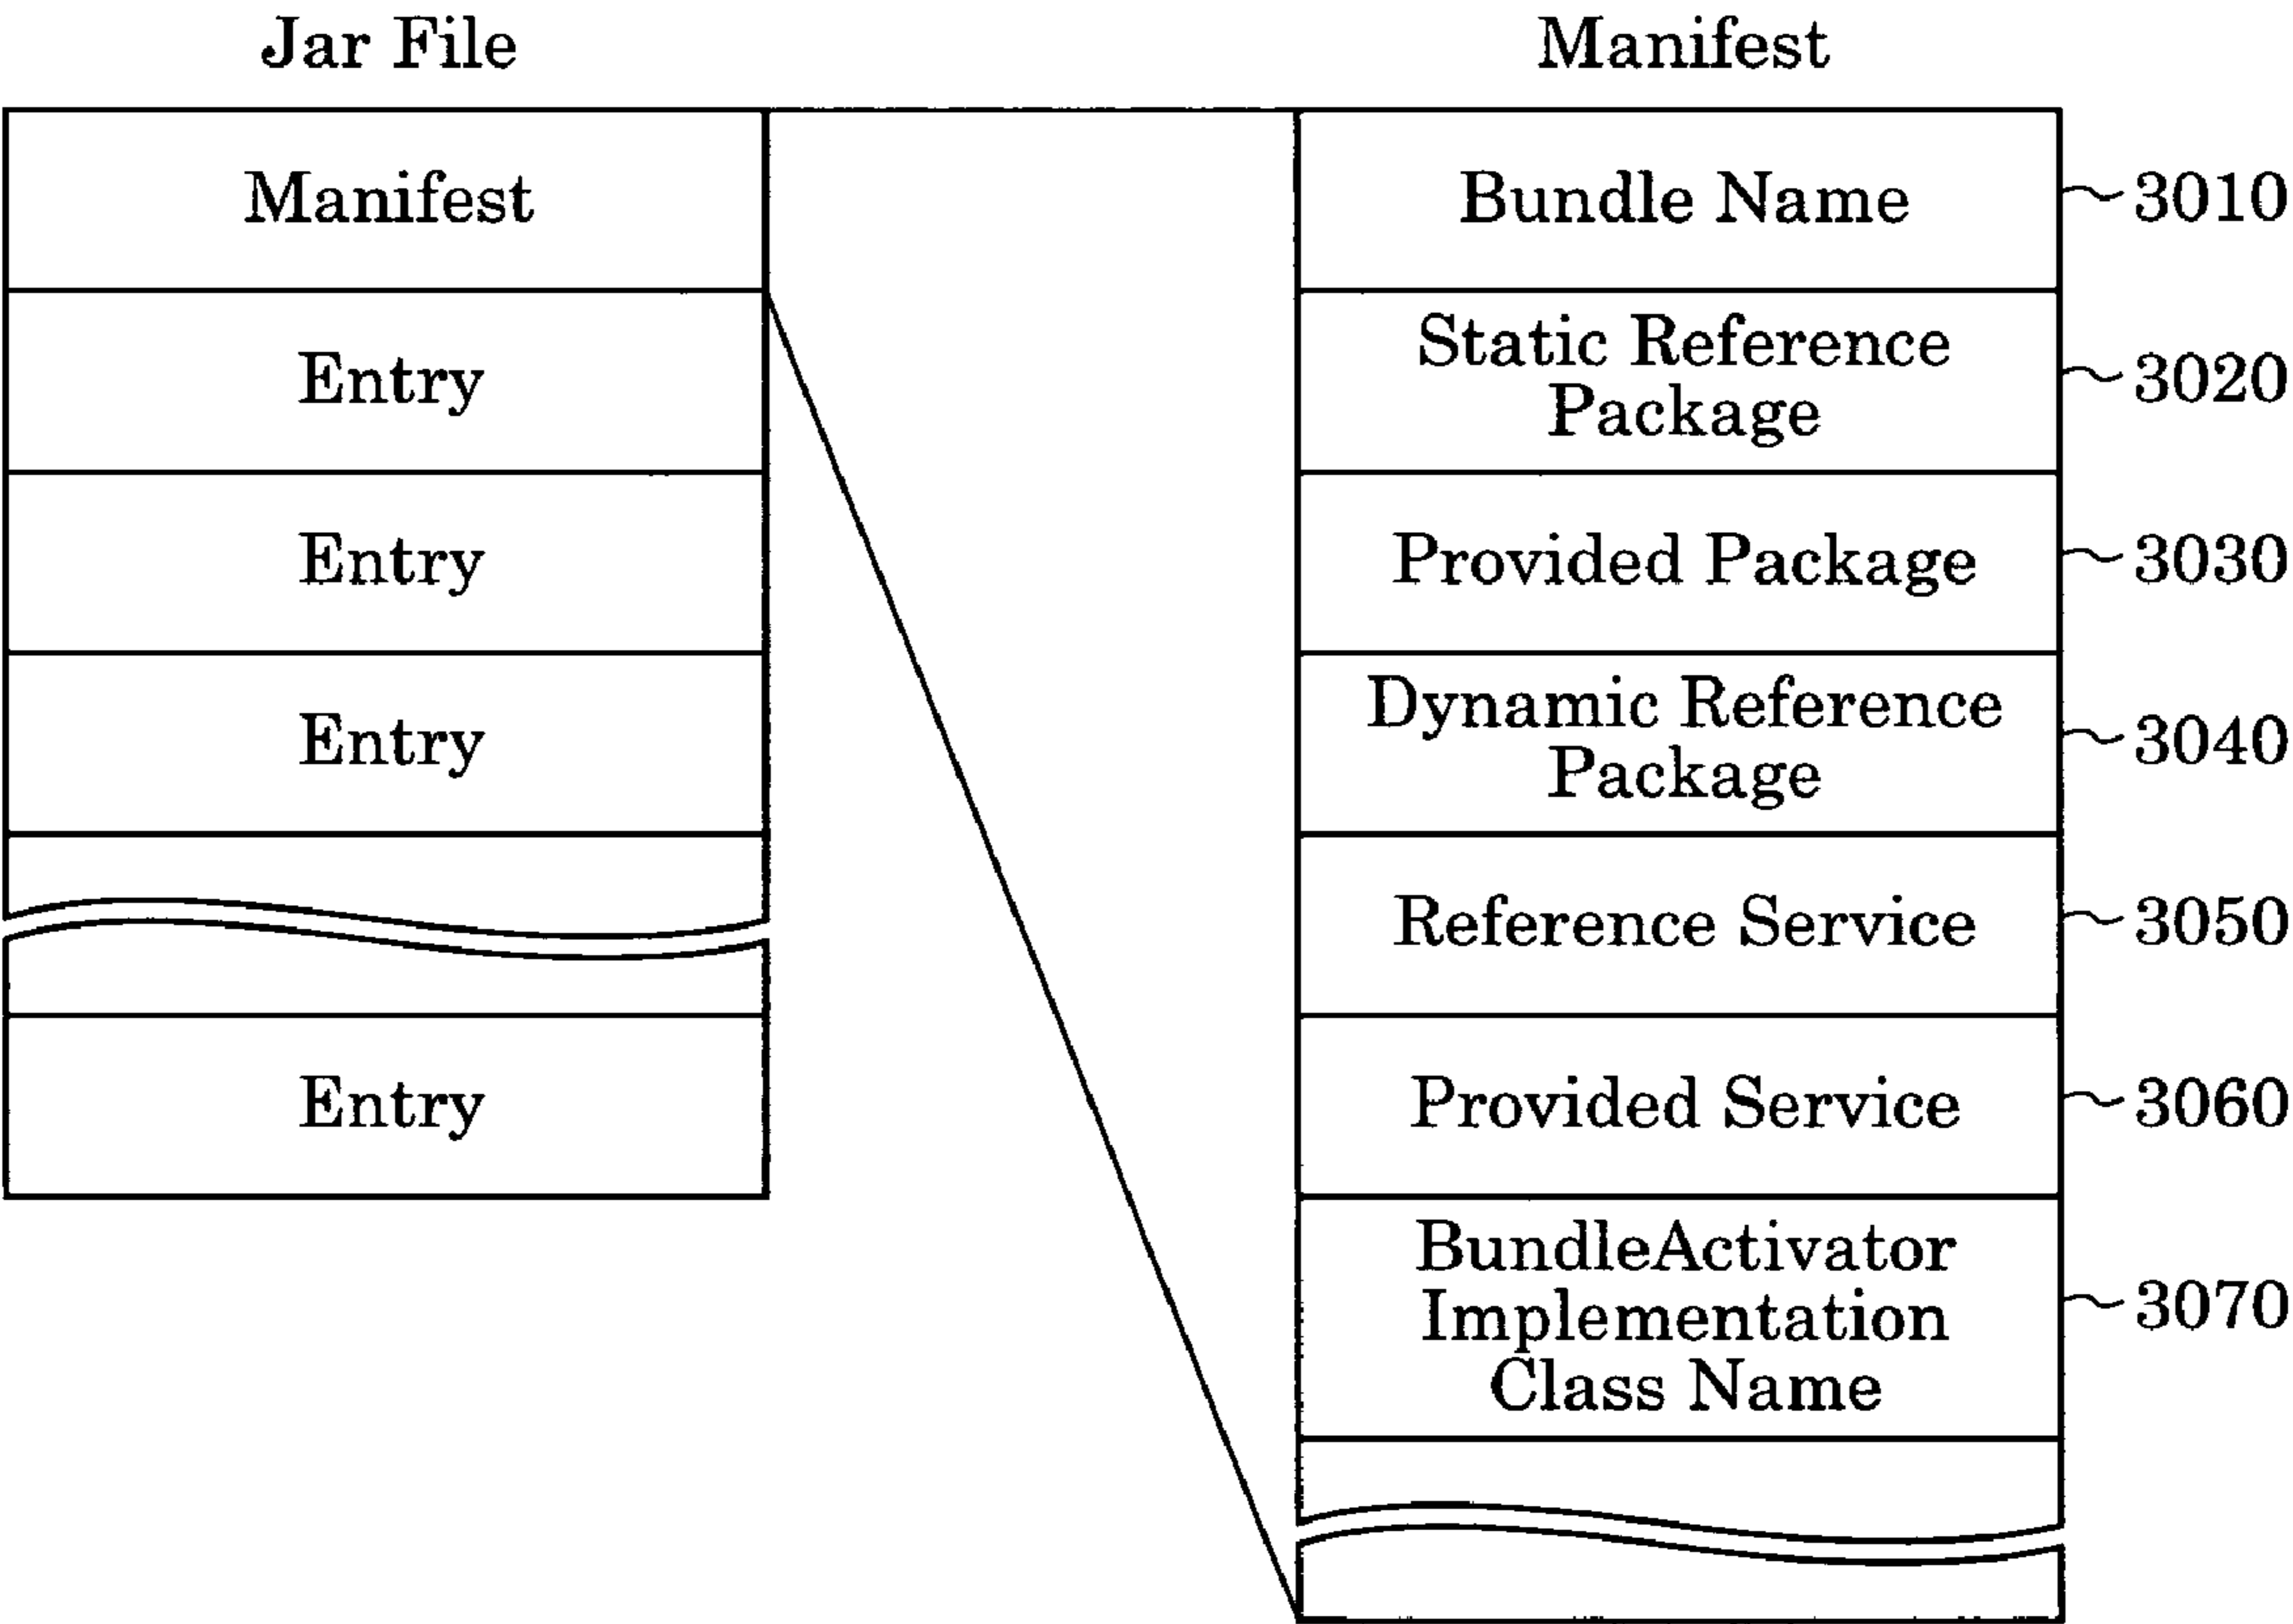 Jar File
Manifest
Entry
Entry
Entry
Entry
Manifest
Bundle Name
3010
Static Reference
Package
3020
Provided Package
3030
Dynamic Reference
Package
3040
Reference Service
3050
Provided Service
3060
BundleActivator
Implementation
Class Name
3070